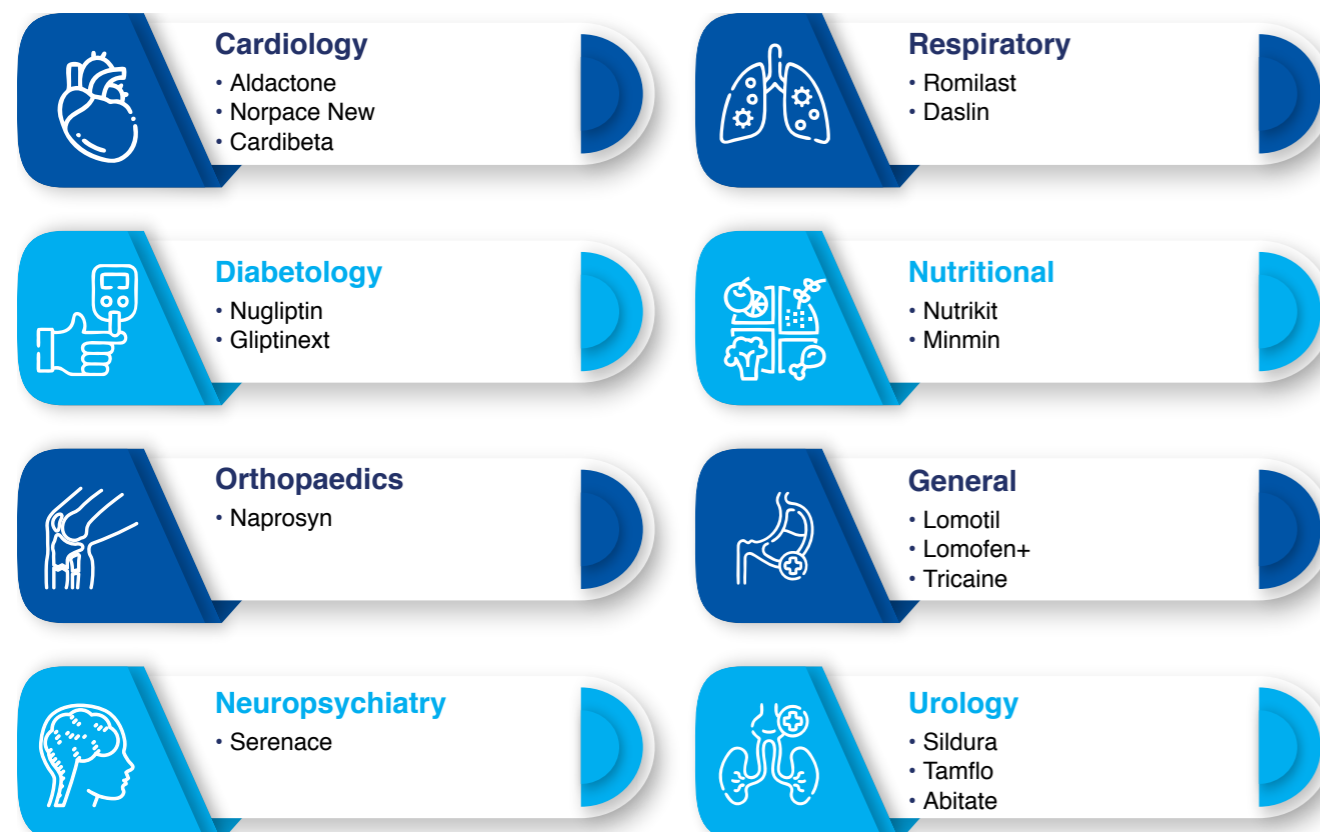 Cardiology
• Aldactone
• Norpace New
• Cardibeta
Respiratory
• Romilast
• Daslin
Diabetology
• Nugliptin
• Gliptinext
Nutritional
• Nutrikit
• Minmin
Orthopaedics
• Naprosyn
General
• Lomotil
• Lomofen+
• Tricaine
Neuropsychiatry
• Serenace
Urology
• Sildura
• Tamflo
• Abitate